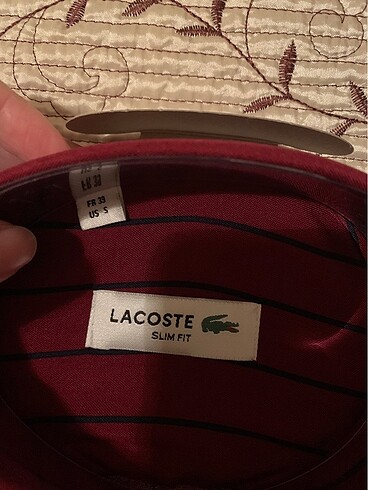 FR 39
US S
LACOSTE
SLIM FIT